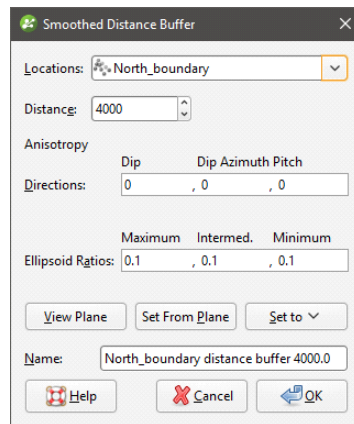 Smoothed Distance Buffer
Locations: North_boundary
Distance: 4000
Anisotropy
Dip Dip Azimuth Pitch
Directions: 0 , 0 , 0
Maximum Intermed. Minimum
Ellipsoid Ratios: 0.1 , 0.1 , 0.1
View Plane Set From Plane Set to
Name: North_boundary distance buffer 4000.0
Help Cancel OK